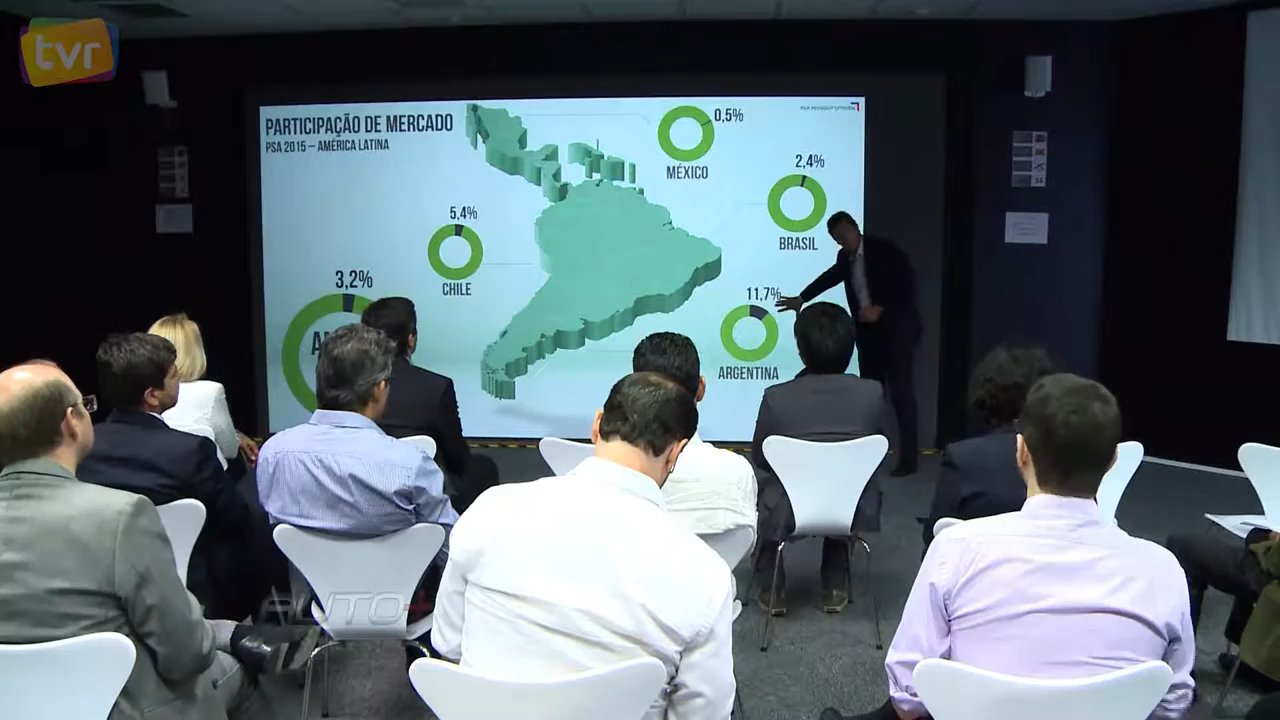 tvr
PARTICIPAÇÃO DE MERCADO
PSA 2015 – AMÉRICA LATINA
0,5%
MÉXICO
2,4%
BRASIL
5,4%
CHILE
3,2%
11,7%
ARGENTINA
AUTO+